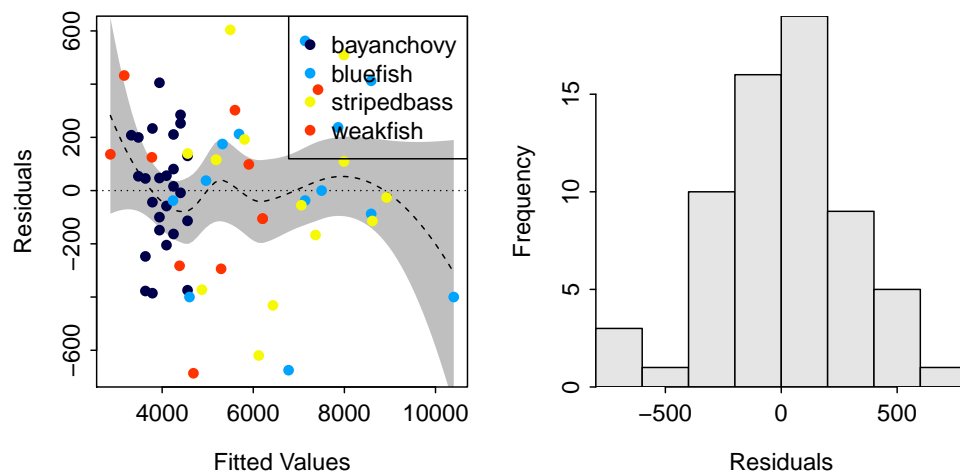 600
200
0
−200
−600
Residuals
4000
6000
8000
10000
Fitted Values
bayanchovy
bluefish
stripedbass
weakfish
15
10
5
0
Frequency
−500
0
500
Residuals